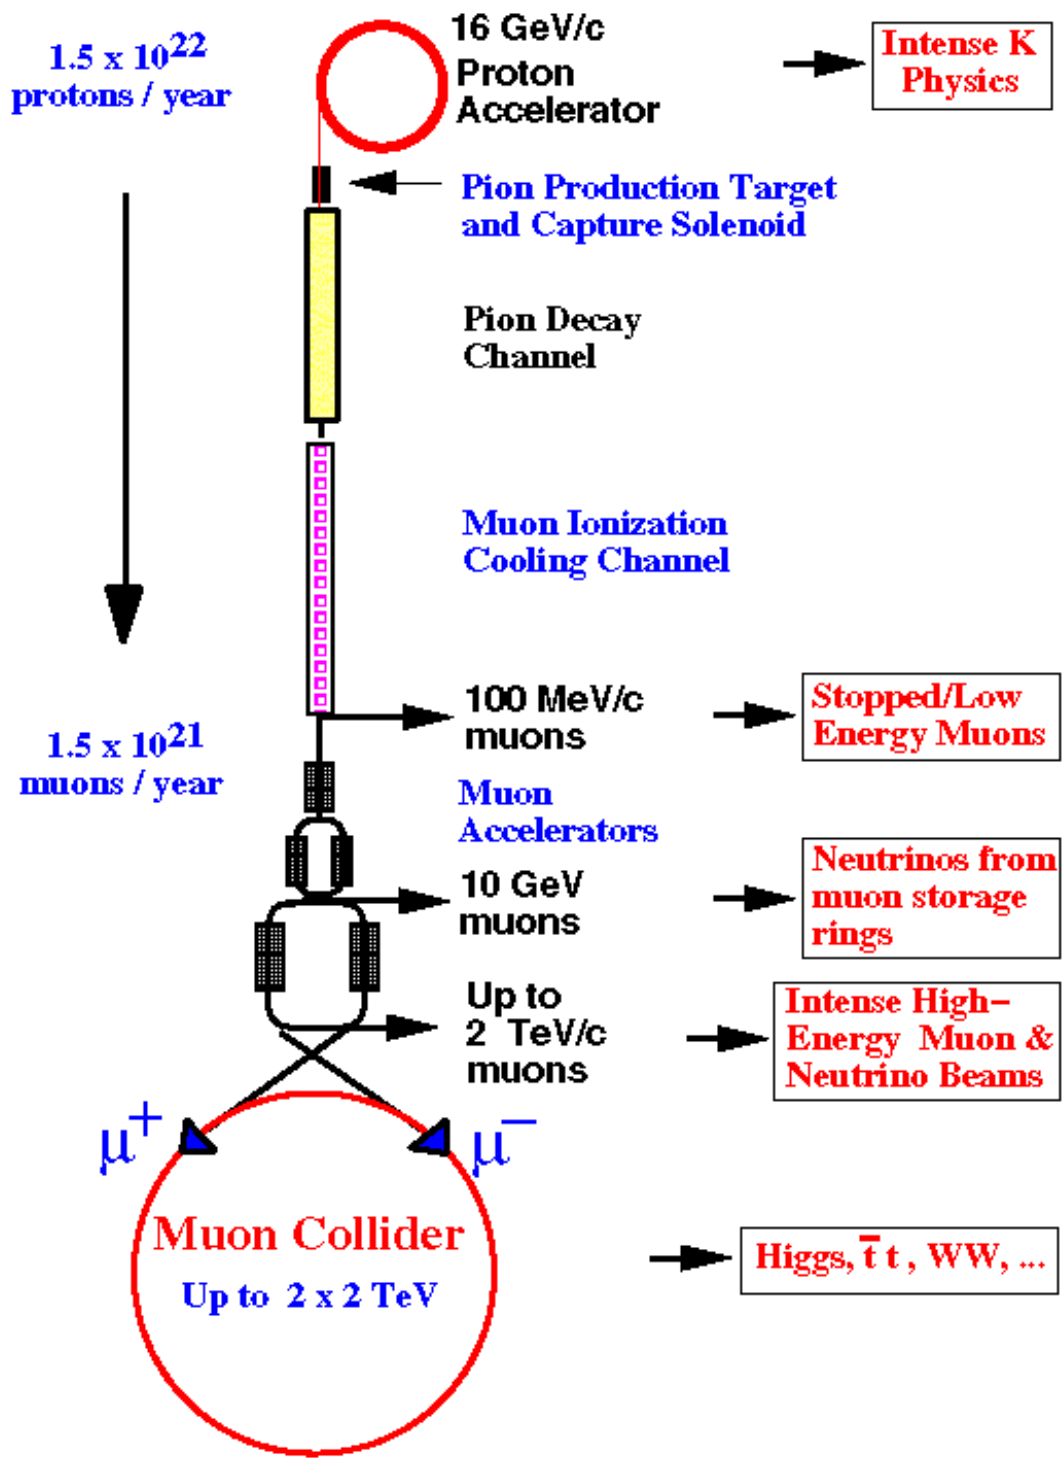 1.5 x 10²²
protons / year
16 GeV/c
Proton
Accelerator
Intense K
Physics
Pion Production Target
and Capture Solenoid
Pion Decay
Channel
Muon Ionization
Cooling Channel
1.5 x 10²¹
muons / year
100 MeV/c
muons
Stopped/Low
Energy Muons
Muon
Accelerators
10 GeV
muons
Neutrinos from
muon storage
rings
Up to
2 TeV/c
muons
Intense High-
Energy Muon &
Neutrino Beams
μ⁺
μ⁻
Muon Collider
Up to 2 x 2 TeV
Higgs, t̄ t , WW, ...